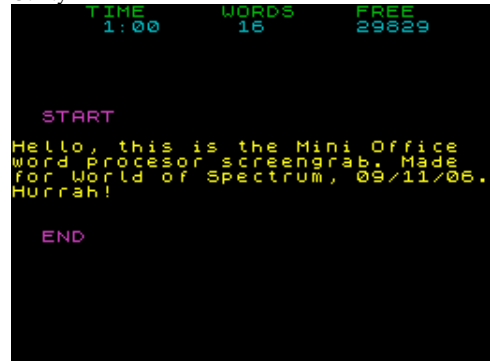 TIME WORDS FREE
1:00 16 29829
START
Hello, this is the Mini Office
word procesor screengrab. Made
for World of Spectrum, 09/11/06.
Hurrah!
END